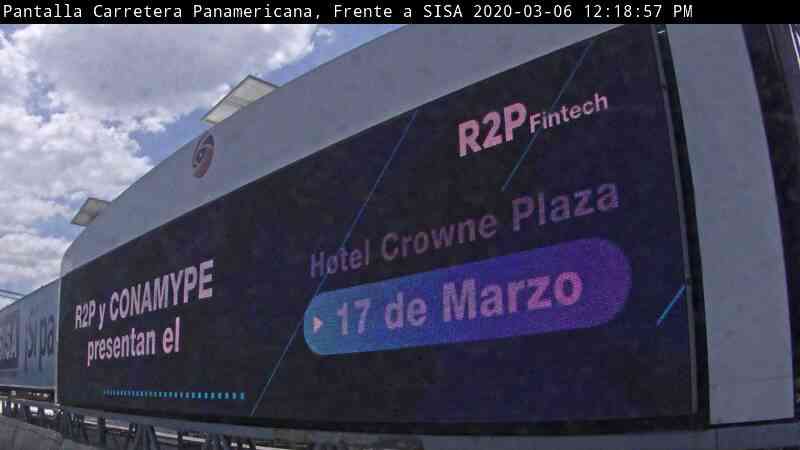 Pantalla Carretera Panamericana, Frente a SISA 2020-03-06 12:18:57 PM
R2P Fintech
Hotel Crowne Plaza
17 de Marzo
R2P y CONAMYPE
presentan el